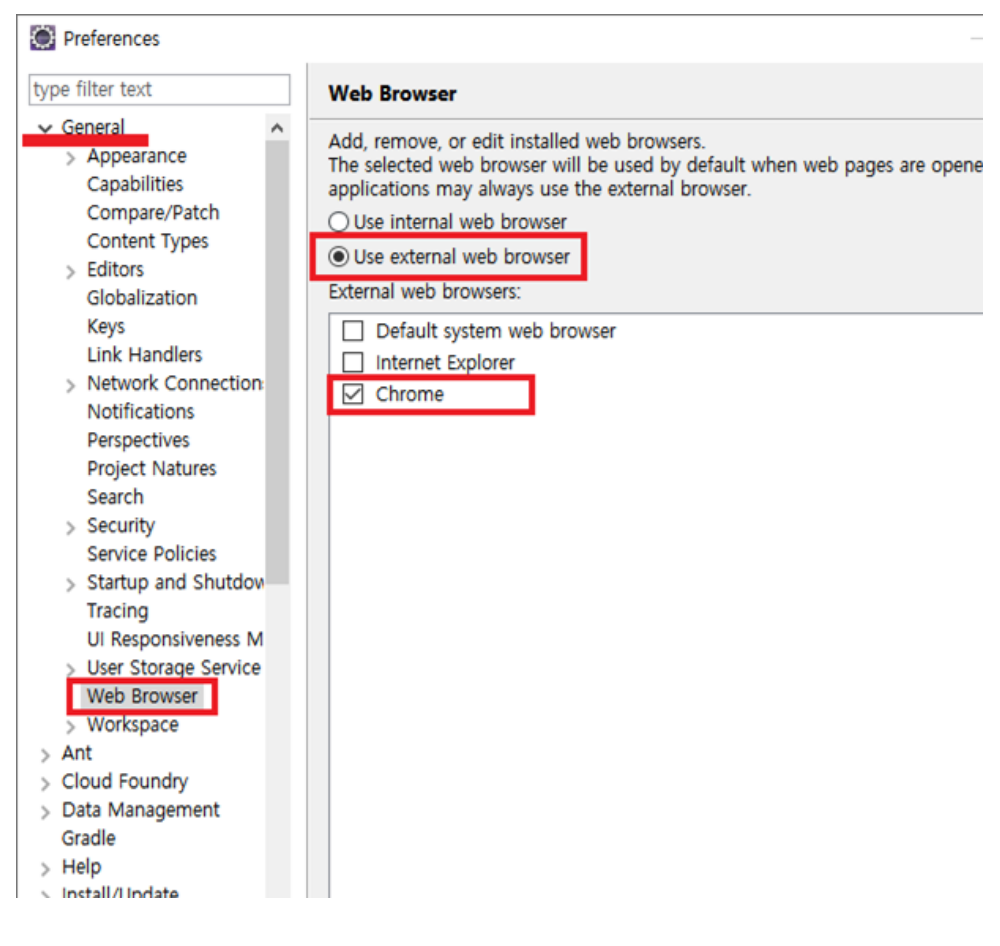 Preferences
type filter text
General
Appearance
Capabilities
Compare/Patch
Content Types
Editors
Globalization
Keys
Link Handlers
Network Connection
Notifications
Perspectives
Project Natures
Search
Security
Service Policies
Startup and Shutdow
Tracing
UI Responsiveness M
User Storage Service
Web Browser
Workspace
Ant
Cloud Foundry
Data Management
Gradle
Help
Install/Update
Web Browser
Add, remove, or edit installed web browsers.
The selected web browser will be used by default when web pages are opene
applications may always use the external browser.
Use internal web browser
Use external web browser
External web browsers:
Default system web browser
Internet Explorer
Chrome